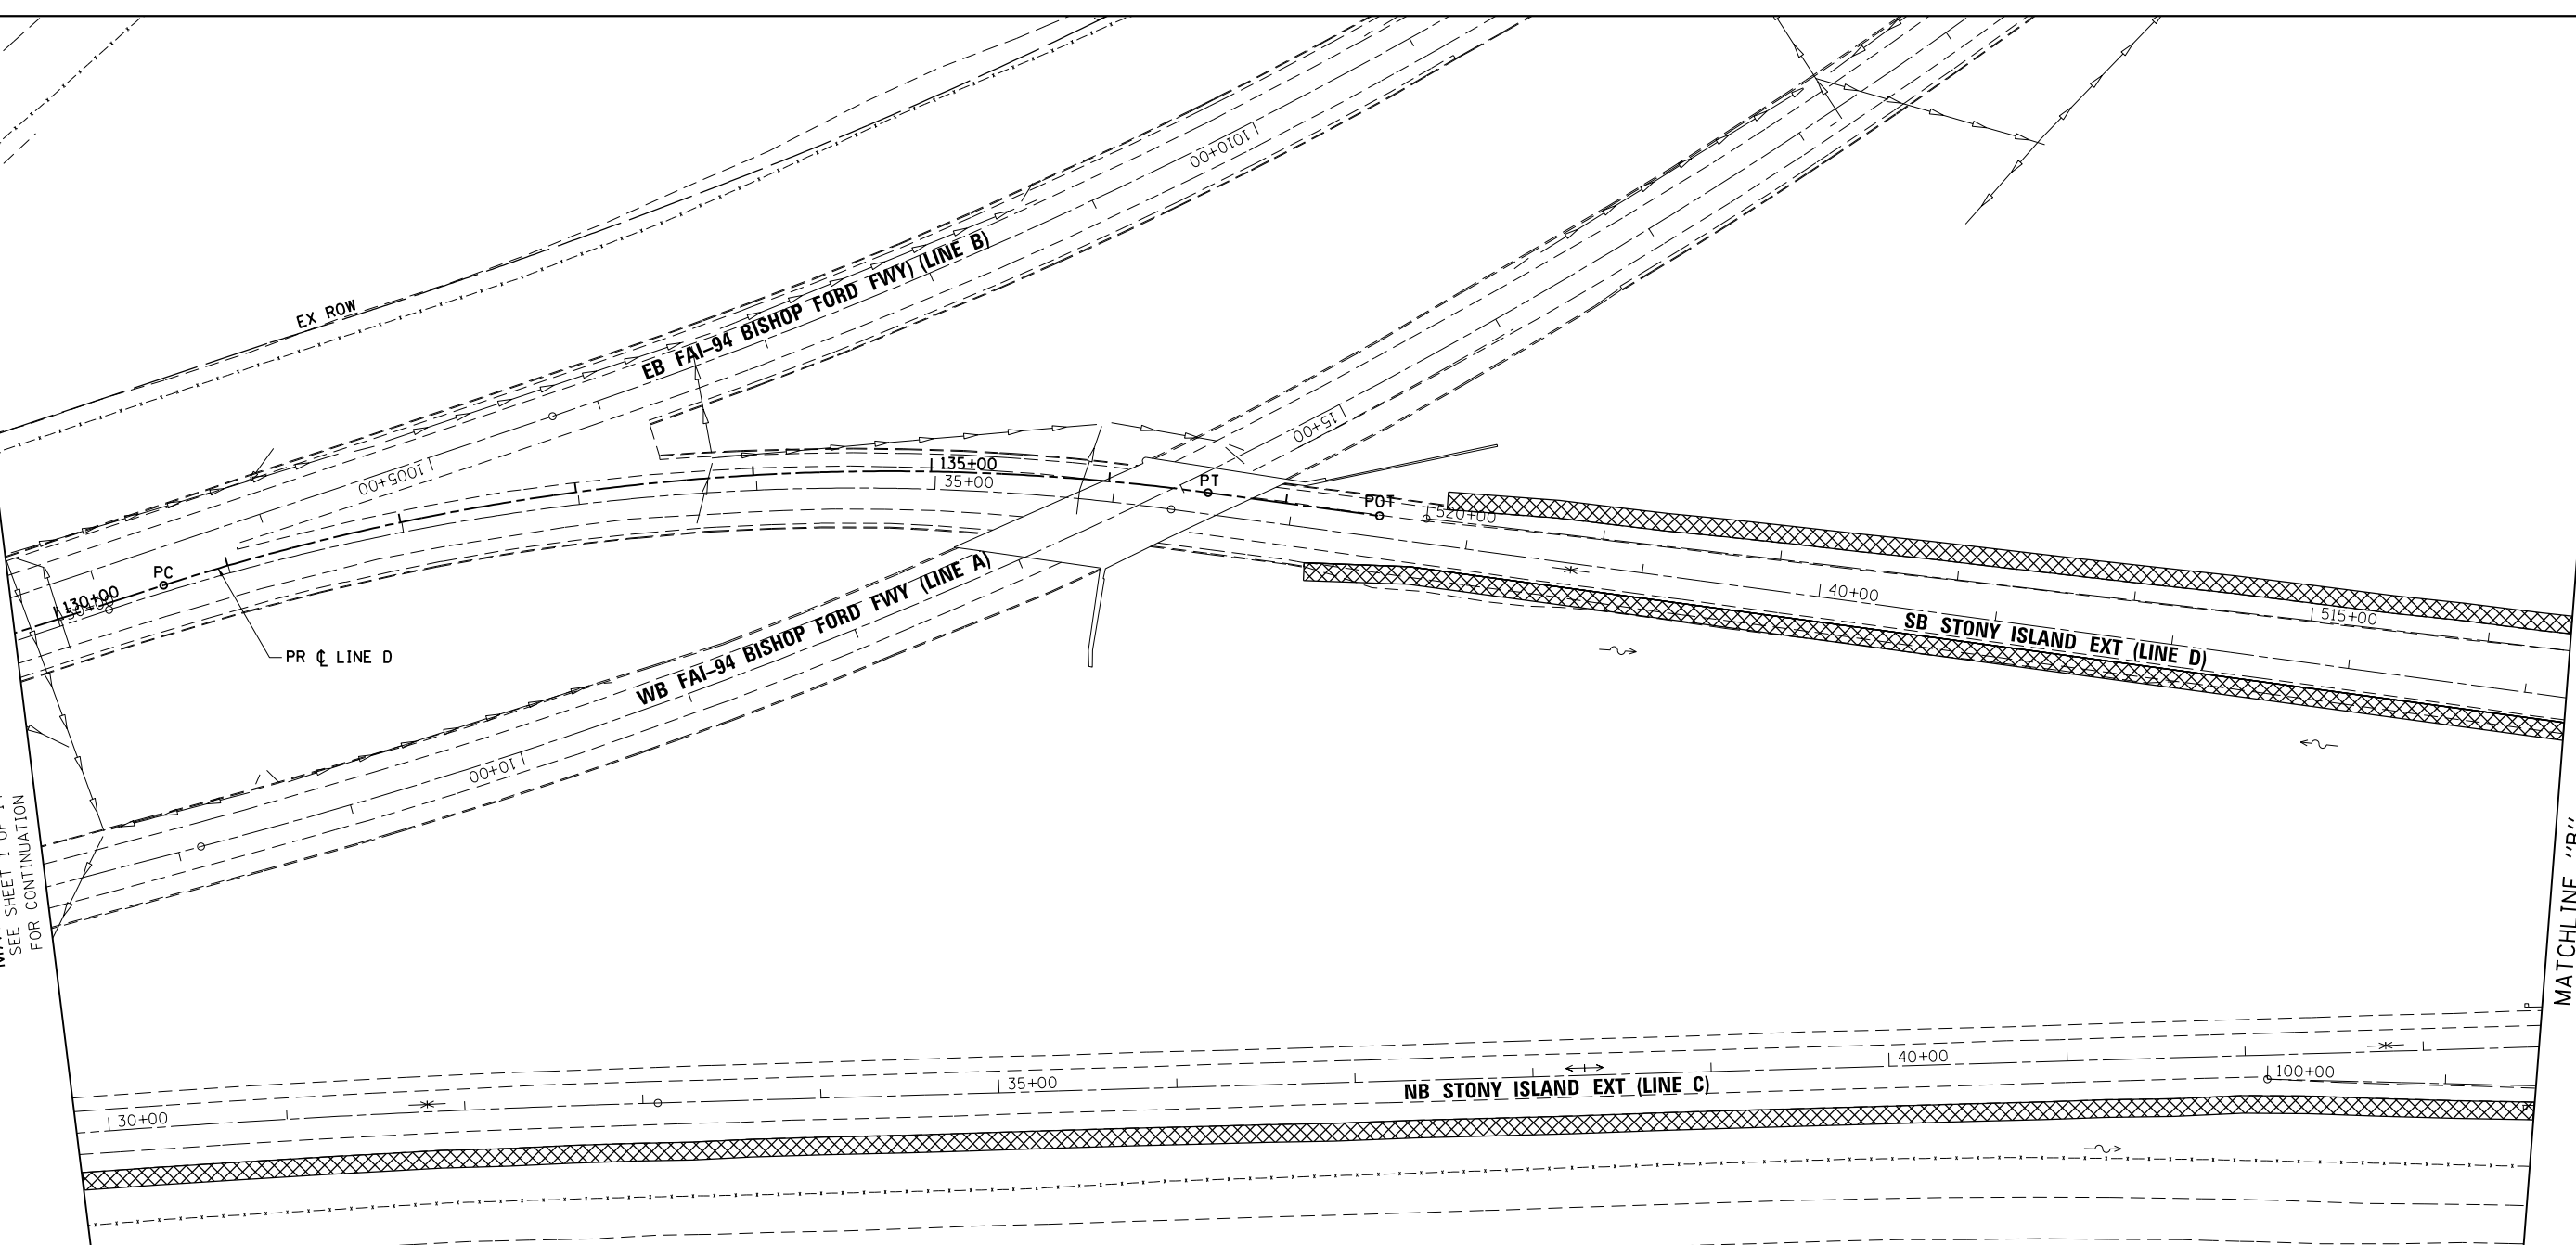 1010+00
EB FAI-94 BISHOP FORD FWY) (LINE B)
EX ROW
15+00
1005+00
135+00
35+00
PT
POT
520+00
PC
130+00
40+00
515+00
SB STONY ISLAND EXT (LINE D)
PR ℄ LINE D
WB FAI-94 BISHOP FORD FWY (LINE A)
10+00
SEE SHEET 1 OF
FOR CONTINUATION
MATCHLINE "B"
40+00
100+00
35+00
NB STONY ISLAND EXT (LINE C)
30+00